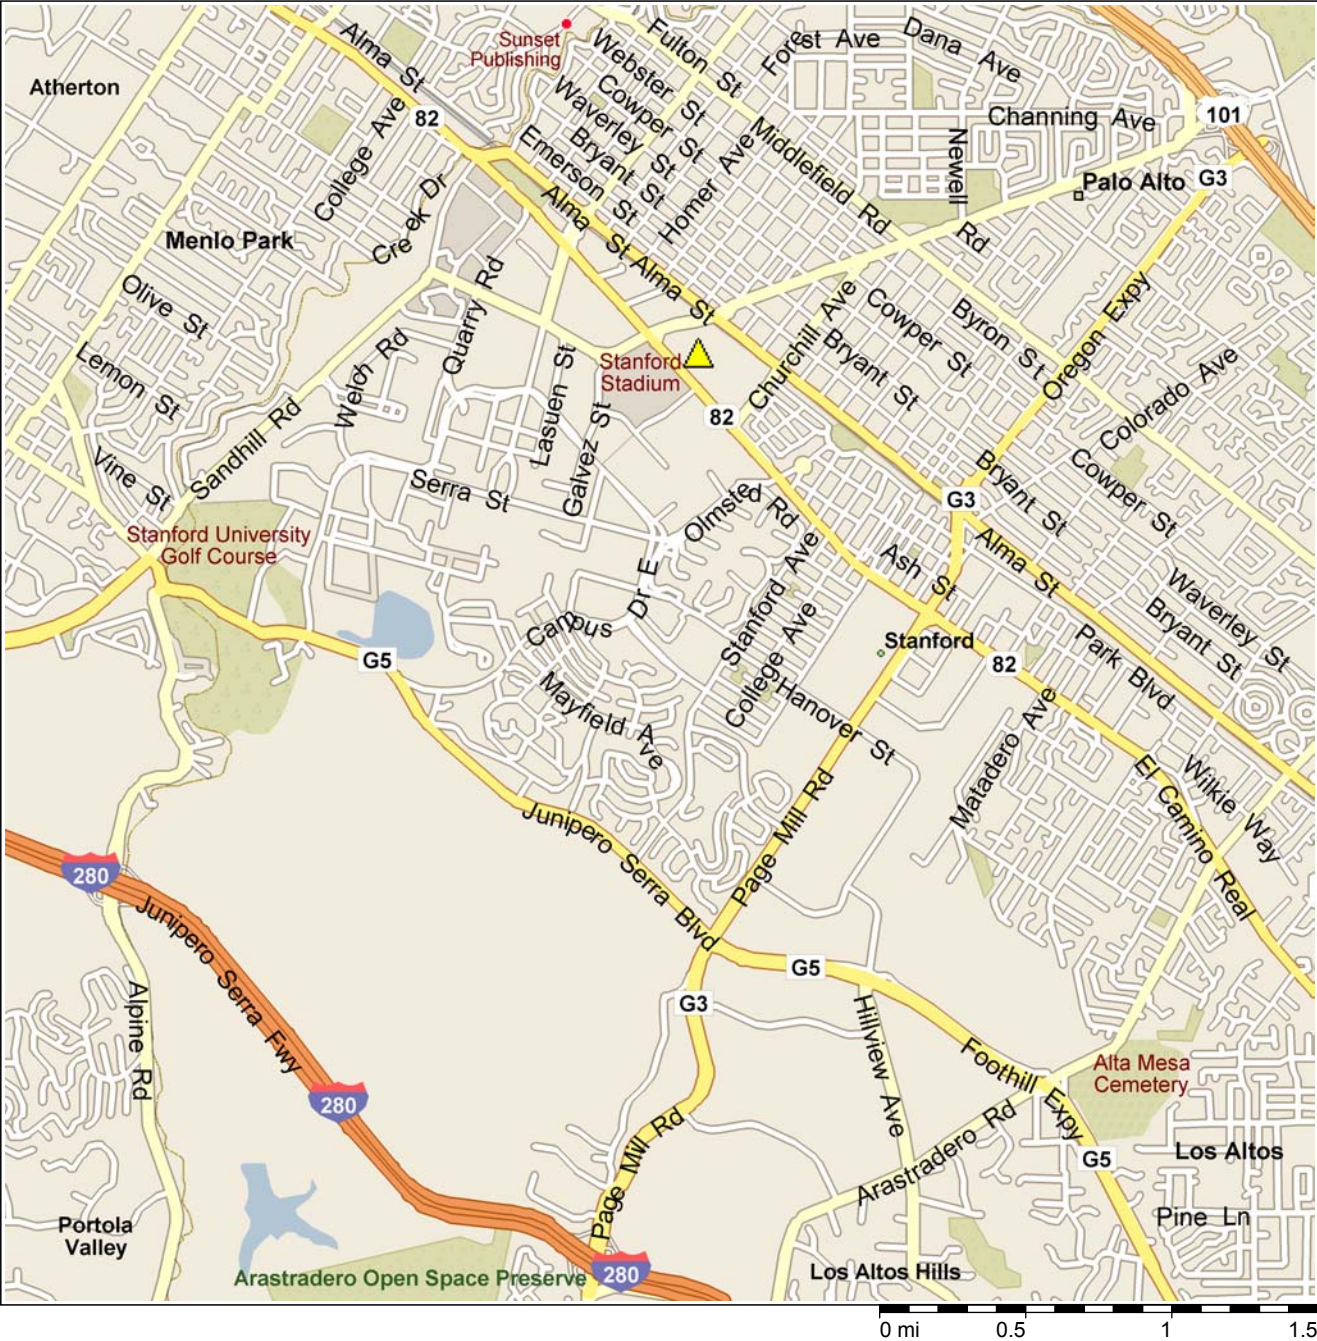 Sunset
Publishing
Alma St
Atherton
82
College Ave
Fulton St
Webster St
Cowper St
Waverley St
Bryant St
Emerson St
Forest Ave
Dana Ave
Channing Ave
101
Newell
Rd
Middlefield Rd
Homer Ave
Palo Alto
G3
Creek Dr
Menlo Park
Alma St
Alma St
Olive St
Lemon St
Vine St
Quarry Rd
Welch Rd
Sandhill Rd
Lasuen St
Galvez St
Serra St
Stanford
Stadium
82
Churchill Ave
Cowper St
Bryant St
Byron St
Oregon Expy
Colorado Ave
Bryant St
Cowper St
G3
Alma St
Waverley St
Bryant St
Park Blvd
Stanford University
Golf Course
Olmsted Rd
Campus
Dr E
Stanford Ave
College Ave
Ash St
Stanford
82
G5
Mayfield Ave
Hanover St
Matadero Ave
El Camino Real
Wilkie Way
Page Mill Rd
Junipero Serra Blvd
280
Junipero Serra Fwy
Alpine Rd
280
G5
G3
Hillview Ave
Foothill Expy
Alta Mesa
Cemetery
Arastradero Rd
G5
Los Altos
Pine Ln
Page Mill Rd
Portola
Valley
Arastradero Open Space Preserve
280
Los Altos Hills
0 mi 0.5 1 1.5